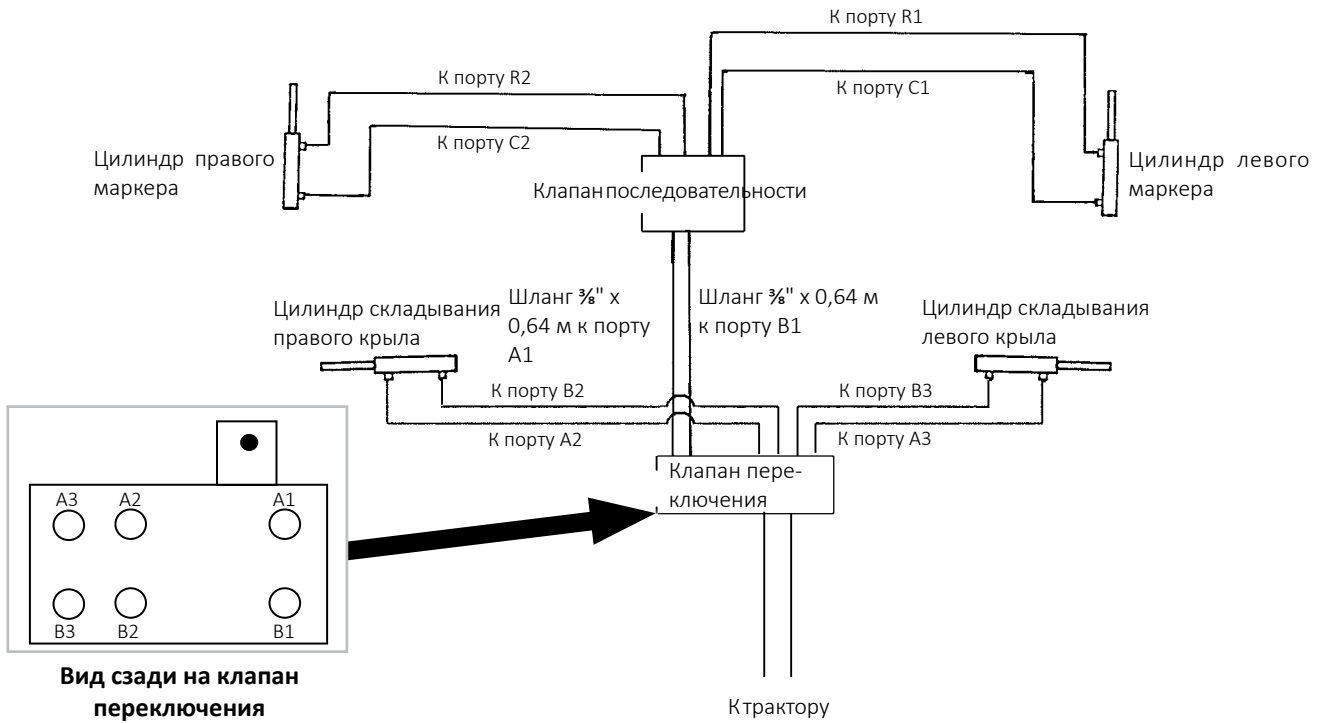 К порту R1
К порту R2
К порту C1
К порту C2
Цилиндр правого
маркера
Клапан последовательности
Цилиндр левого
маркера
Цилиндр складывания
правого крыла
Шланг ⅜" x
0,64 м к порту
A1
Шланг ⅜" x 0,64 м
к порту B1
Цилиндр складывания
левого крыла
К порту B2
К порту B3
К порту A2
К порту A3
Клапан пере-
ключения
A3 A2 A1
B3 B2 B1
Вид сзади на клапан
переключения
К трактору